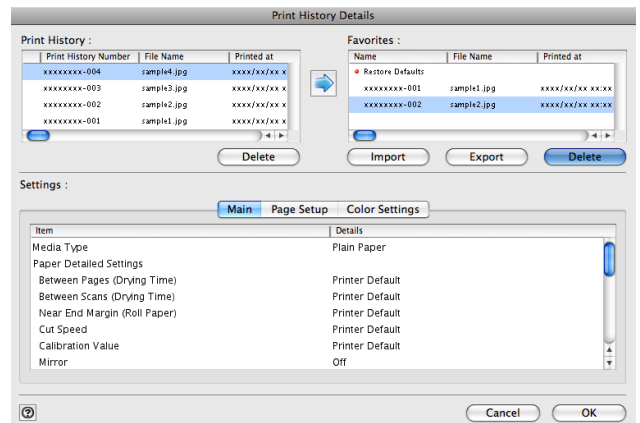 Print History Details
Print History :
Favorites :
Print History Number File Name Printed at
Name File Name Printed at
xxxxxxxx-004 sample4.jpg xxxx/xx/xx x
xxxxxxxx-003 sample3.jpg xxxx/xx/xx x
xxxxxxxx-002 sample2.jpg xxxx/xx/xx x
xxxxxxxx-001 sample1.jpg xxxx/xx/xx x
Restore Defaults
xxxxxxxx-001 sample1.jpg xxxx/xx/xx xx:xx
xxxxxxxx-002 sample2.jpg xxxx/xx/xx xx:xx
Delete
Import Export Delete
Settings :
Main Page Setup Color Settings
Item Details
Media Type Plain Paper
Paper Detailed Settings
Between Pages (Drying Time) Printer Default
Between Scans (Drying Time) Printer Default
Near End Margin (Roll Paper) Printer Default
Cut Speed Printer Default
Calibration Value Printer Default
Mirror Off
? Cancel OK